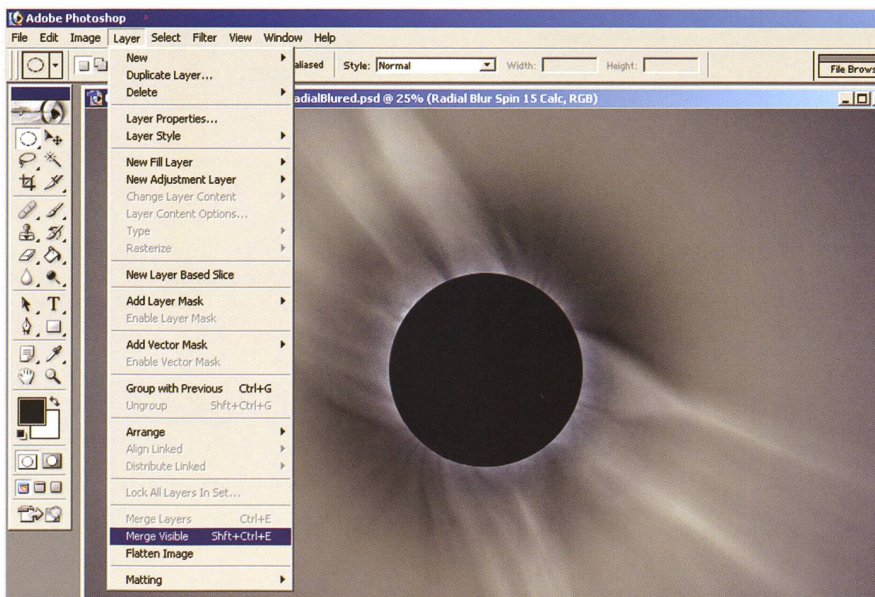 Adobe Photoshop
File Edit Image Layer Select Filter View Window Help
aliased Style: Normal Width: Height: File Brows
adialBlured.psd @ 25% (Radial Blur Spin 15 Calc, RGB)
New
Duplicate Layer...
Delete
Layer Properties...
Layer Style
New Fill Layer
New Adjustment Layer
Change Layer Content
Layer Content Options...
Type
Rasterize
New Layer Based Slice
Add Layer Mask
Enable Layer Mask
Add Vector Mask
Enable Vector Mask
Group with Previous Ctrl+G
Ungroup Shft+Ctrl+G
Arrange
Align Linked
Distribute Linked
Lock All Layers In Set...
Merge Layers Ctrl+E
Merge Visible Shft+Ctrl+E
Flatten Image
Matting